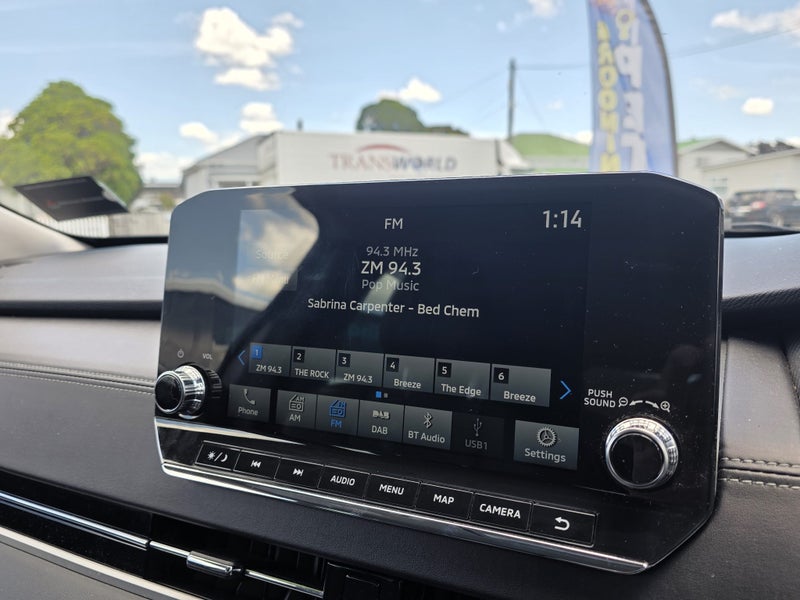 TRANSWORLD
FM
1:14
94.3 MHz
ZM 94.3
Pop Music
Sabrina Carpenter - Bed Chem
Source
1 ZM 94.3
2 THE ROCK
3 ZM 94.3
4 Breeze
5 The Edge
6 Breeze
VOL
PUSH
SOUND
Phone
AM
FM
DAB
BT Audio
USB1
Settings
AUDIO
MENU
MAP
CAMERA